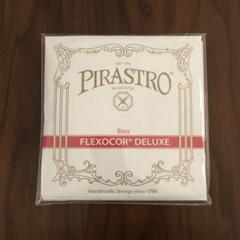 PIRASTRO
Bass
FLEXOCOR® DELUXE
Handmade Strings since 1798